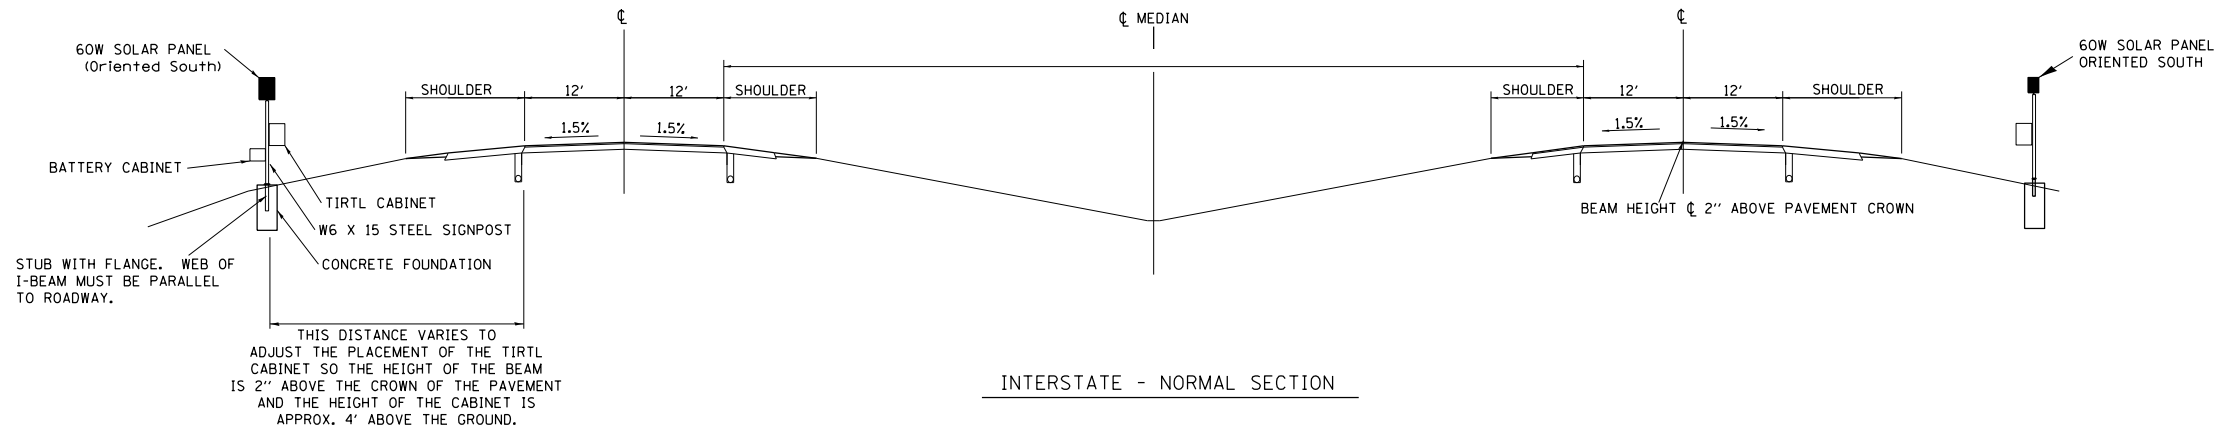 ℄
℄ MEDIAN
℄
60W SOLAR PANEL
(Oriented South)
60W SOLAR PANEL
ORIENTED SOUTH
SHOULDER
12'
12'
SHOULDER
SHOULDER
12'
12'
SHOULDER
1.5%
1.5%
1.5%
1.5%
BATTERY CABINET
TIRTL CABINET
W6 X 15 STEEL SIGNPOST
CONCRETE FOUNDATION
STUB WITH FLANGE. WEB OF
I-BEAM MUST BE PARALLEL
TO ROADWAY.
BEAM HEIGHT ℄ 2'' ABOVE PAVEMENT CROWN
THIS DISTANCE VARIES TO
ADJUST THE PLACEMENT OF THE TIRTL
CABINET SO THE HEIGHT OF THE BEAM
IS 2'' ABOVE THE CROWN OF THE PAVEMENT
AND THE HEIGHT OF THE CABINET IS
APPROX. 4' ABOVE THE GROUND.
INTERSTATE - NORMAL SECTION